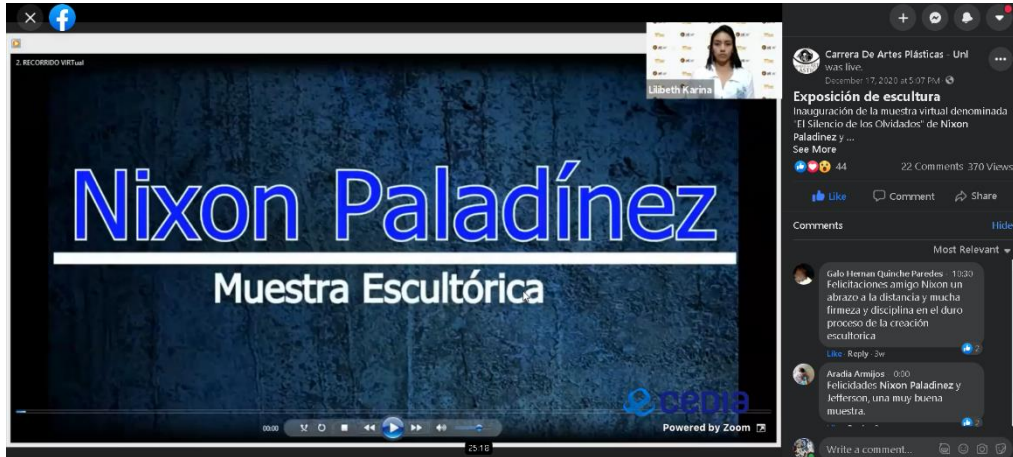 2. RECORRIDO VIRTual
Lilibeth Karina
Nixon Paladínez
Muestra Escultórica
cedia
Powered by Zoom
00:00
25:18
Carrera De Artes Plásticas - Unl
was live.
December 17, 2020 at 5:07 PM
Exposición de escultura
Inauguración de la muestra virtual denominada
"El Silencio de los Olvidados" de Nixon
Paladinez y ...
See More
44
22 Comments 370 Views
Like Comment Share
Comments Hide
Most Relevant
Galo Hernan Quinche Paredes · 10:30
Felicitaciones amigo Nixon un
abrazo a la distancia y mucha
firmeza y disciplina en el duro
proceso de la creación
escultorica
2
Like · Reply · 3w
Aradia Armijos · 0:00
Felicidades Nixon Paladinez y
Jefferson, una muy buena
muestra.
2
Write a comment...